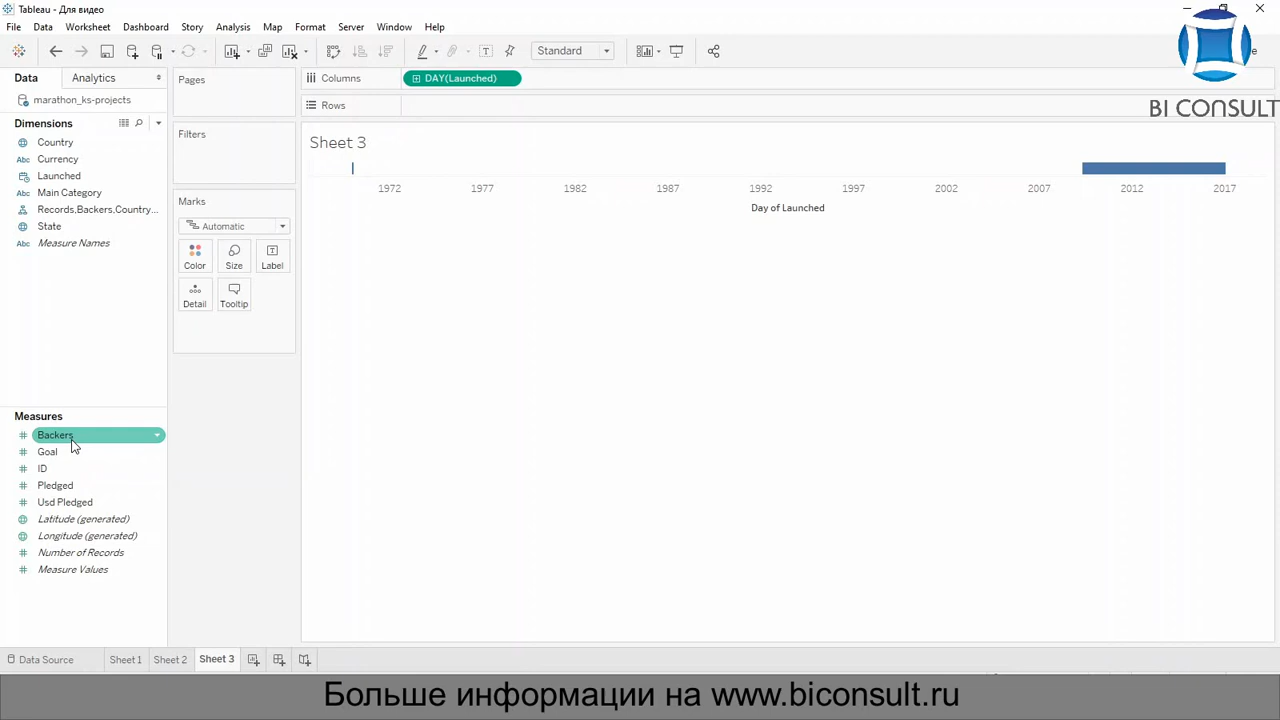 Tableau - Для видео
File Data Worksheet Dashboard Story Analysis Map Format Server Window Help
Standard
Data Analytics
marathon_ks-projects
Dimensions
Country
Abc Currency
Launched
Abc Main Category
Records,Backers,Country...
State
Abc Measure Names
Measures
# Backers
# Goal
# ID
# Pledged
# Usd Pledged
Latitude (generated)
Longitude (generated)
# Number of Records
# Measure Values
Pages
Filters
Marks
Automatic
Color Size Label
Detail Tooltip
Columns DAY(Launched)
Rows
Sheet 3
1972 1977 1982 1987 1992 1997 2002 2007 2012 2017
Day of Launched
BI CONSULT
Data Source Sheet 1 Sheet 2 Sheet 3
Больше информации на www.biconsult.ru